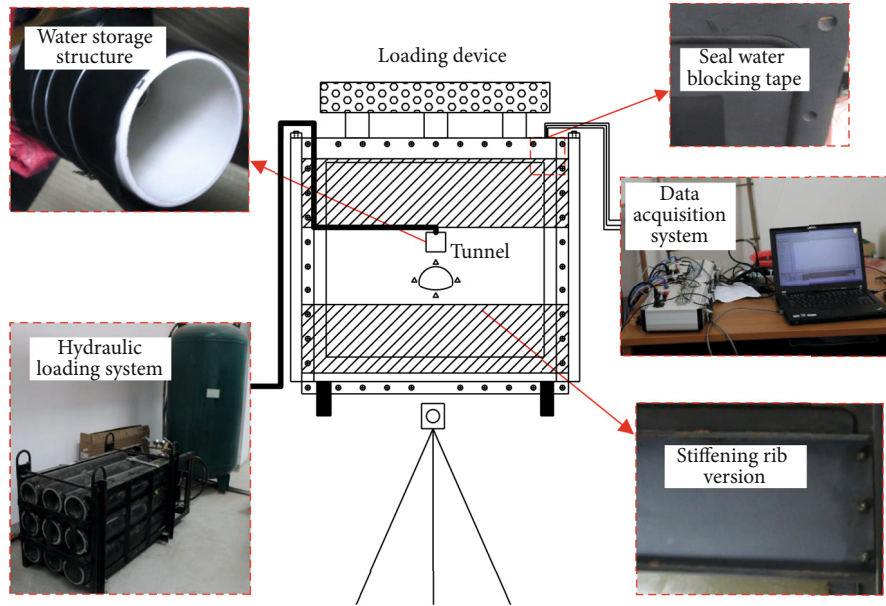 Water storage
structure
Loading device
Seal water
blocking tape
Data
acquisition
system
Tunnel
Hydraulic
loading system
Stiffening rib
version